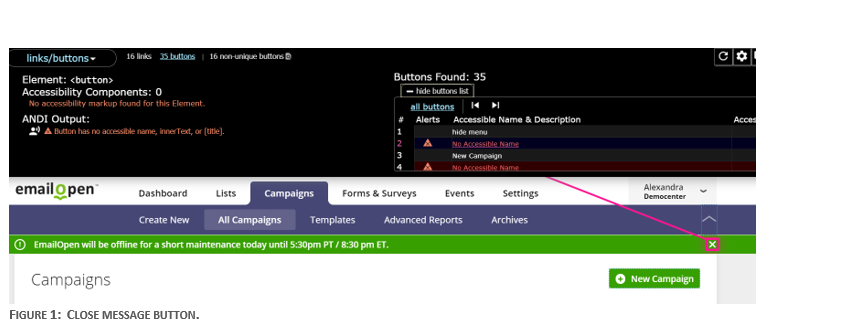 links/buttons
16 links 35 buttons | 16 non-unique buttons
Element: <button>
Accessibility Components: 0
No accessibility markup found for this Element.
ANDI Output:
Button has no accessible name, innerText, or [title].
Buttons Found: 35
hide buttons list
all buttons
# Alerts Accessible Name & Description Acces
1 hide menu
2 No Accessible Name
3 New Campaign
4 No Accessible Name
emailOpen
Dashboard Lists Campaigns Forms & Surveys Events Settings
Alexandra
Democenter
Create New All Campaigns Templates Advanced Reports Archives
EmailOpen will be offline for a short maintenance today until 5:30pm PT / 8:30 pm ET.
Campaigns
New Campaign
FIGURE 1: CLOSE MESSAGE BUTTON.